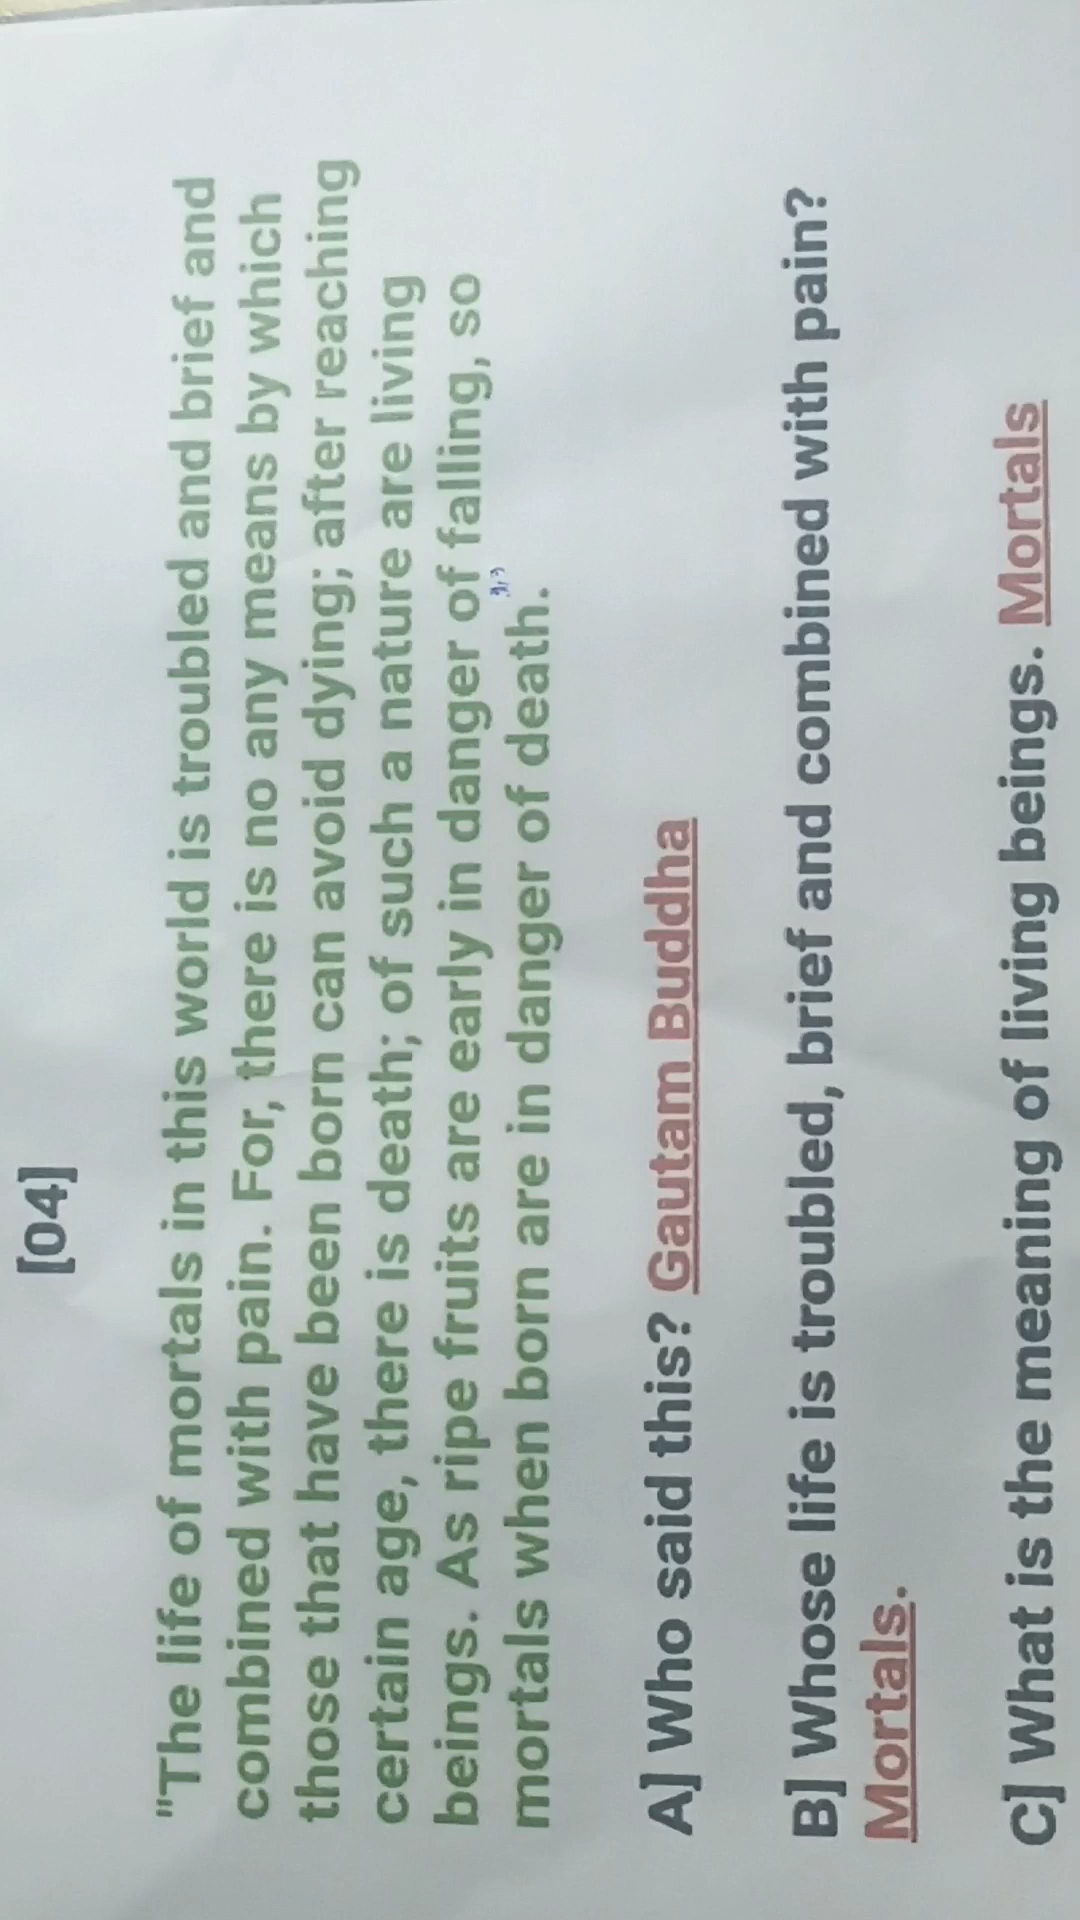 [04]
"The life of mortals in this world is troubled and brief and
combined with pain. For, there is no any means by which
those that have been born can avoid dying; after reaching
certain age, there is death; of such a nature are living
beings. As ripe fruits are early in danger of falling, so
mortals when born are in danger of death.
A] Who said this? Gautam Buddha
B] Whose life is troubled, brief and combined with pain?
Mortals.
C] What is the meaning of living beings. Mortals